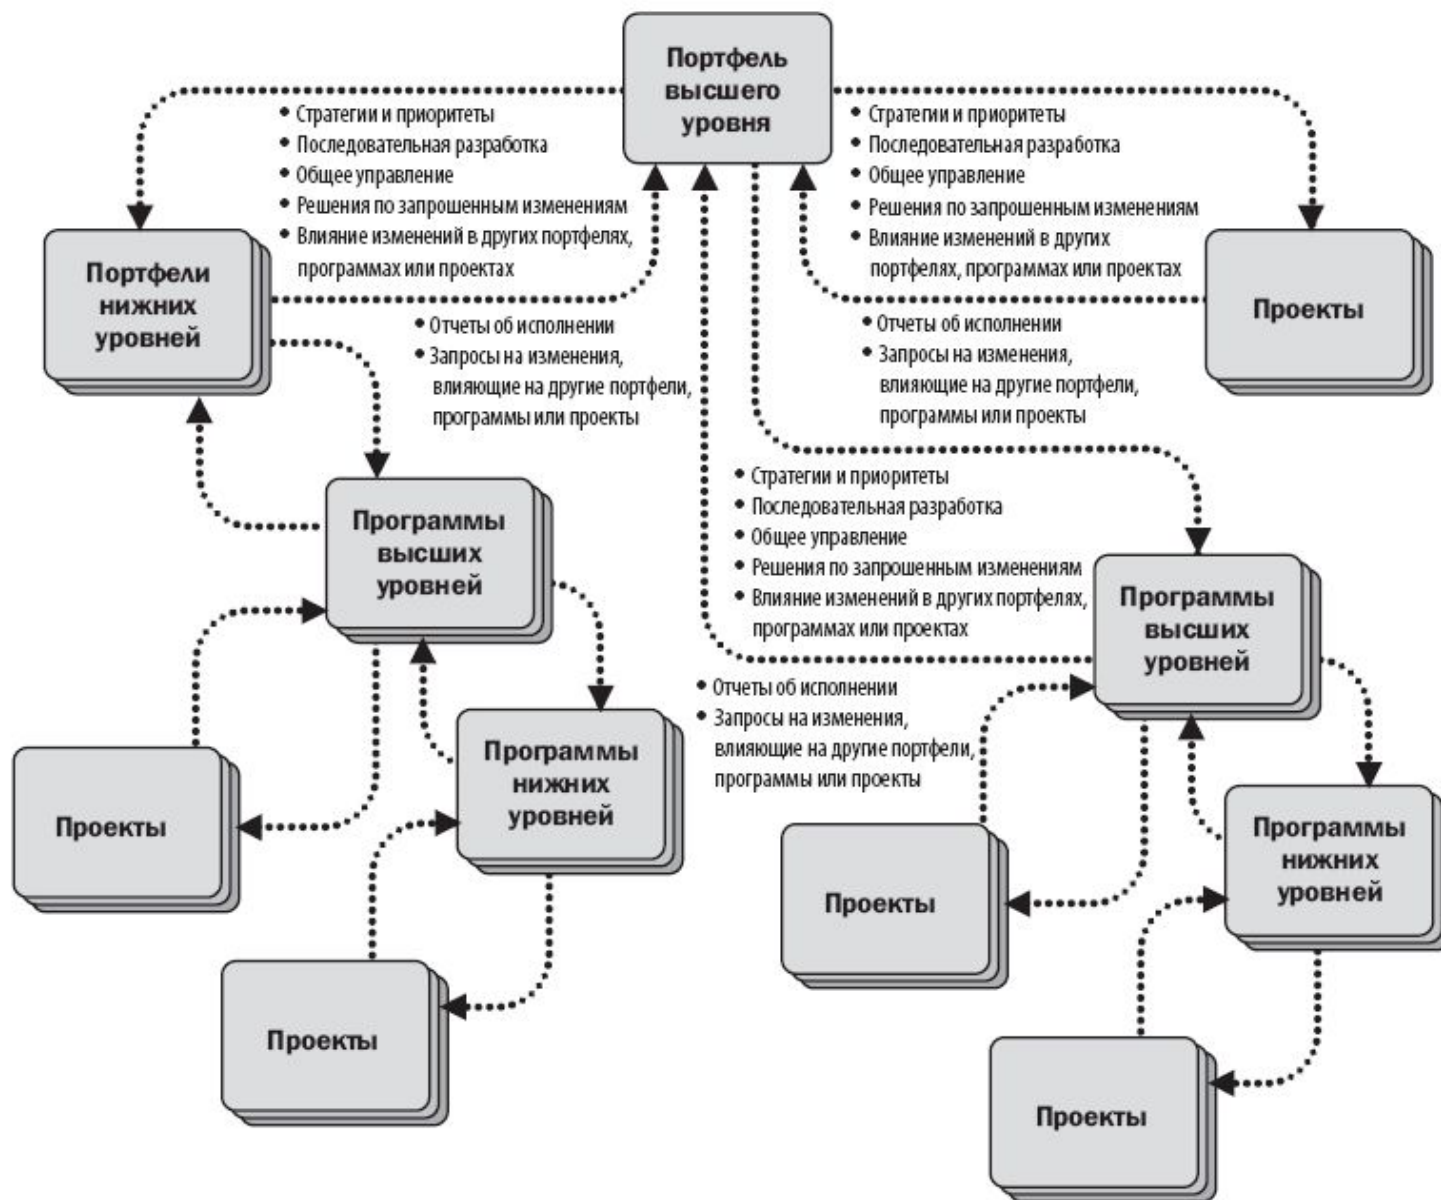 Портфель
высшего
уровня
• Стратегии и приоритеты
• Последовательная разработка
• Общее управление
• Решения по запрошенным изменениям
• Влияние изменений в других портфелях,
программах или проектах
• Стратегии и приоритеты
• Последовательная разработка
• Общее управление
• Решения по запрошенным изменениям
• Влияние изменений в других
портфелях, программах или проектах
Портфели
нижних
уровней
Проекты
• Отчеты об исполнении
• Запросы на изменения,
влияющие на другие портфели,
программы или проекты
• Отчеты об исполнении
• Запросы на изменения,
влияющие на другие портфели,
программы или проекты
Программы
высших
уровней
• Стратегии и приоритеты
• Последовательная разработка
• Общее управление
• Решения по запрошенным изменениям
• Влияние изменений в других портфелях,
программах или проектах
Программы
высших
уровней
• Отчеты об исполнении
• Запросы на изменения,
влияющие на другие портфели,
программы или проекты
Программы
нижних
уровней
Проекты
Программы
нижних
уровней
Проекты
Проекты
Проекты